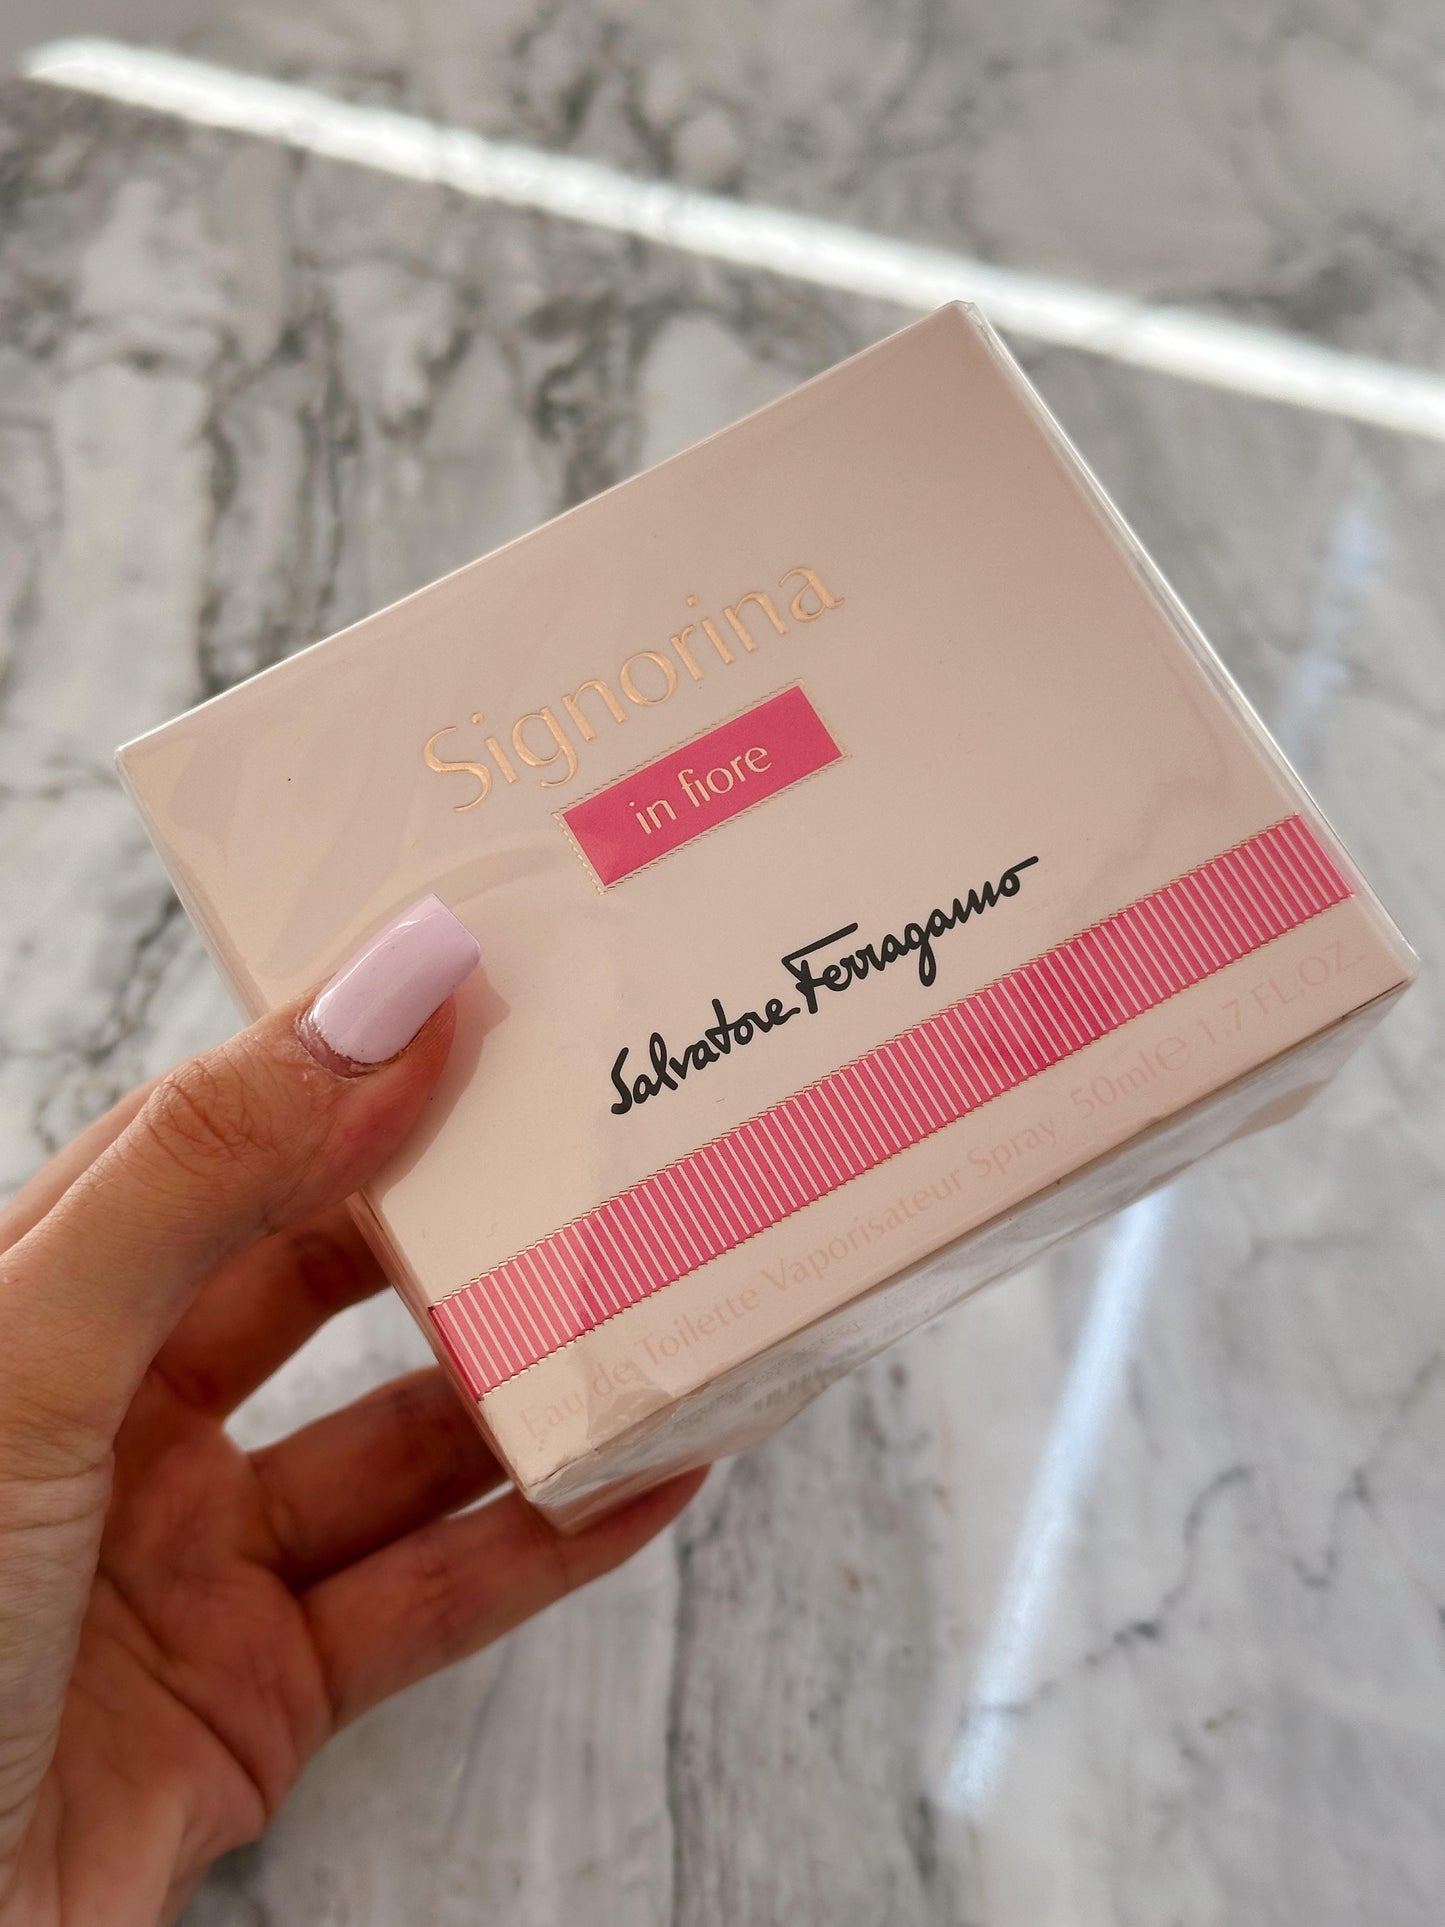 Signorina
in fiore
Salvatore Ferragamo
Eau de Toilette Vaporisateur Spray 50ml℮ 1.7 FL.OZ.